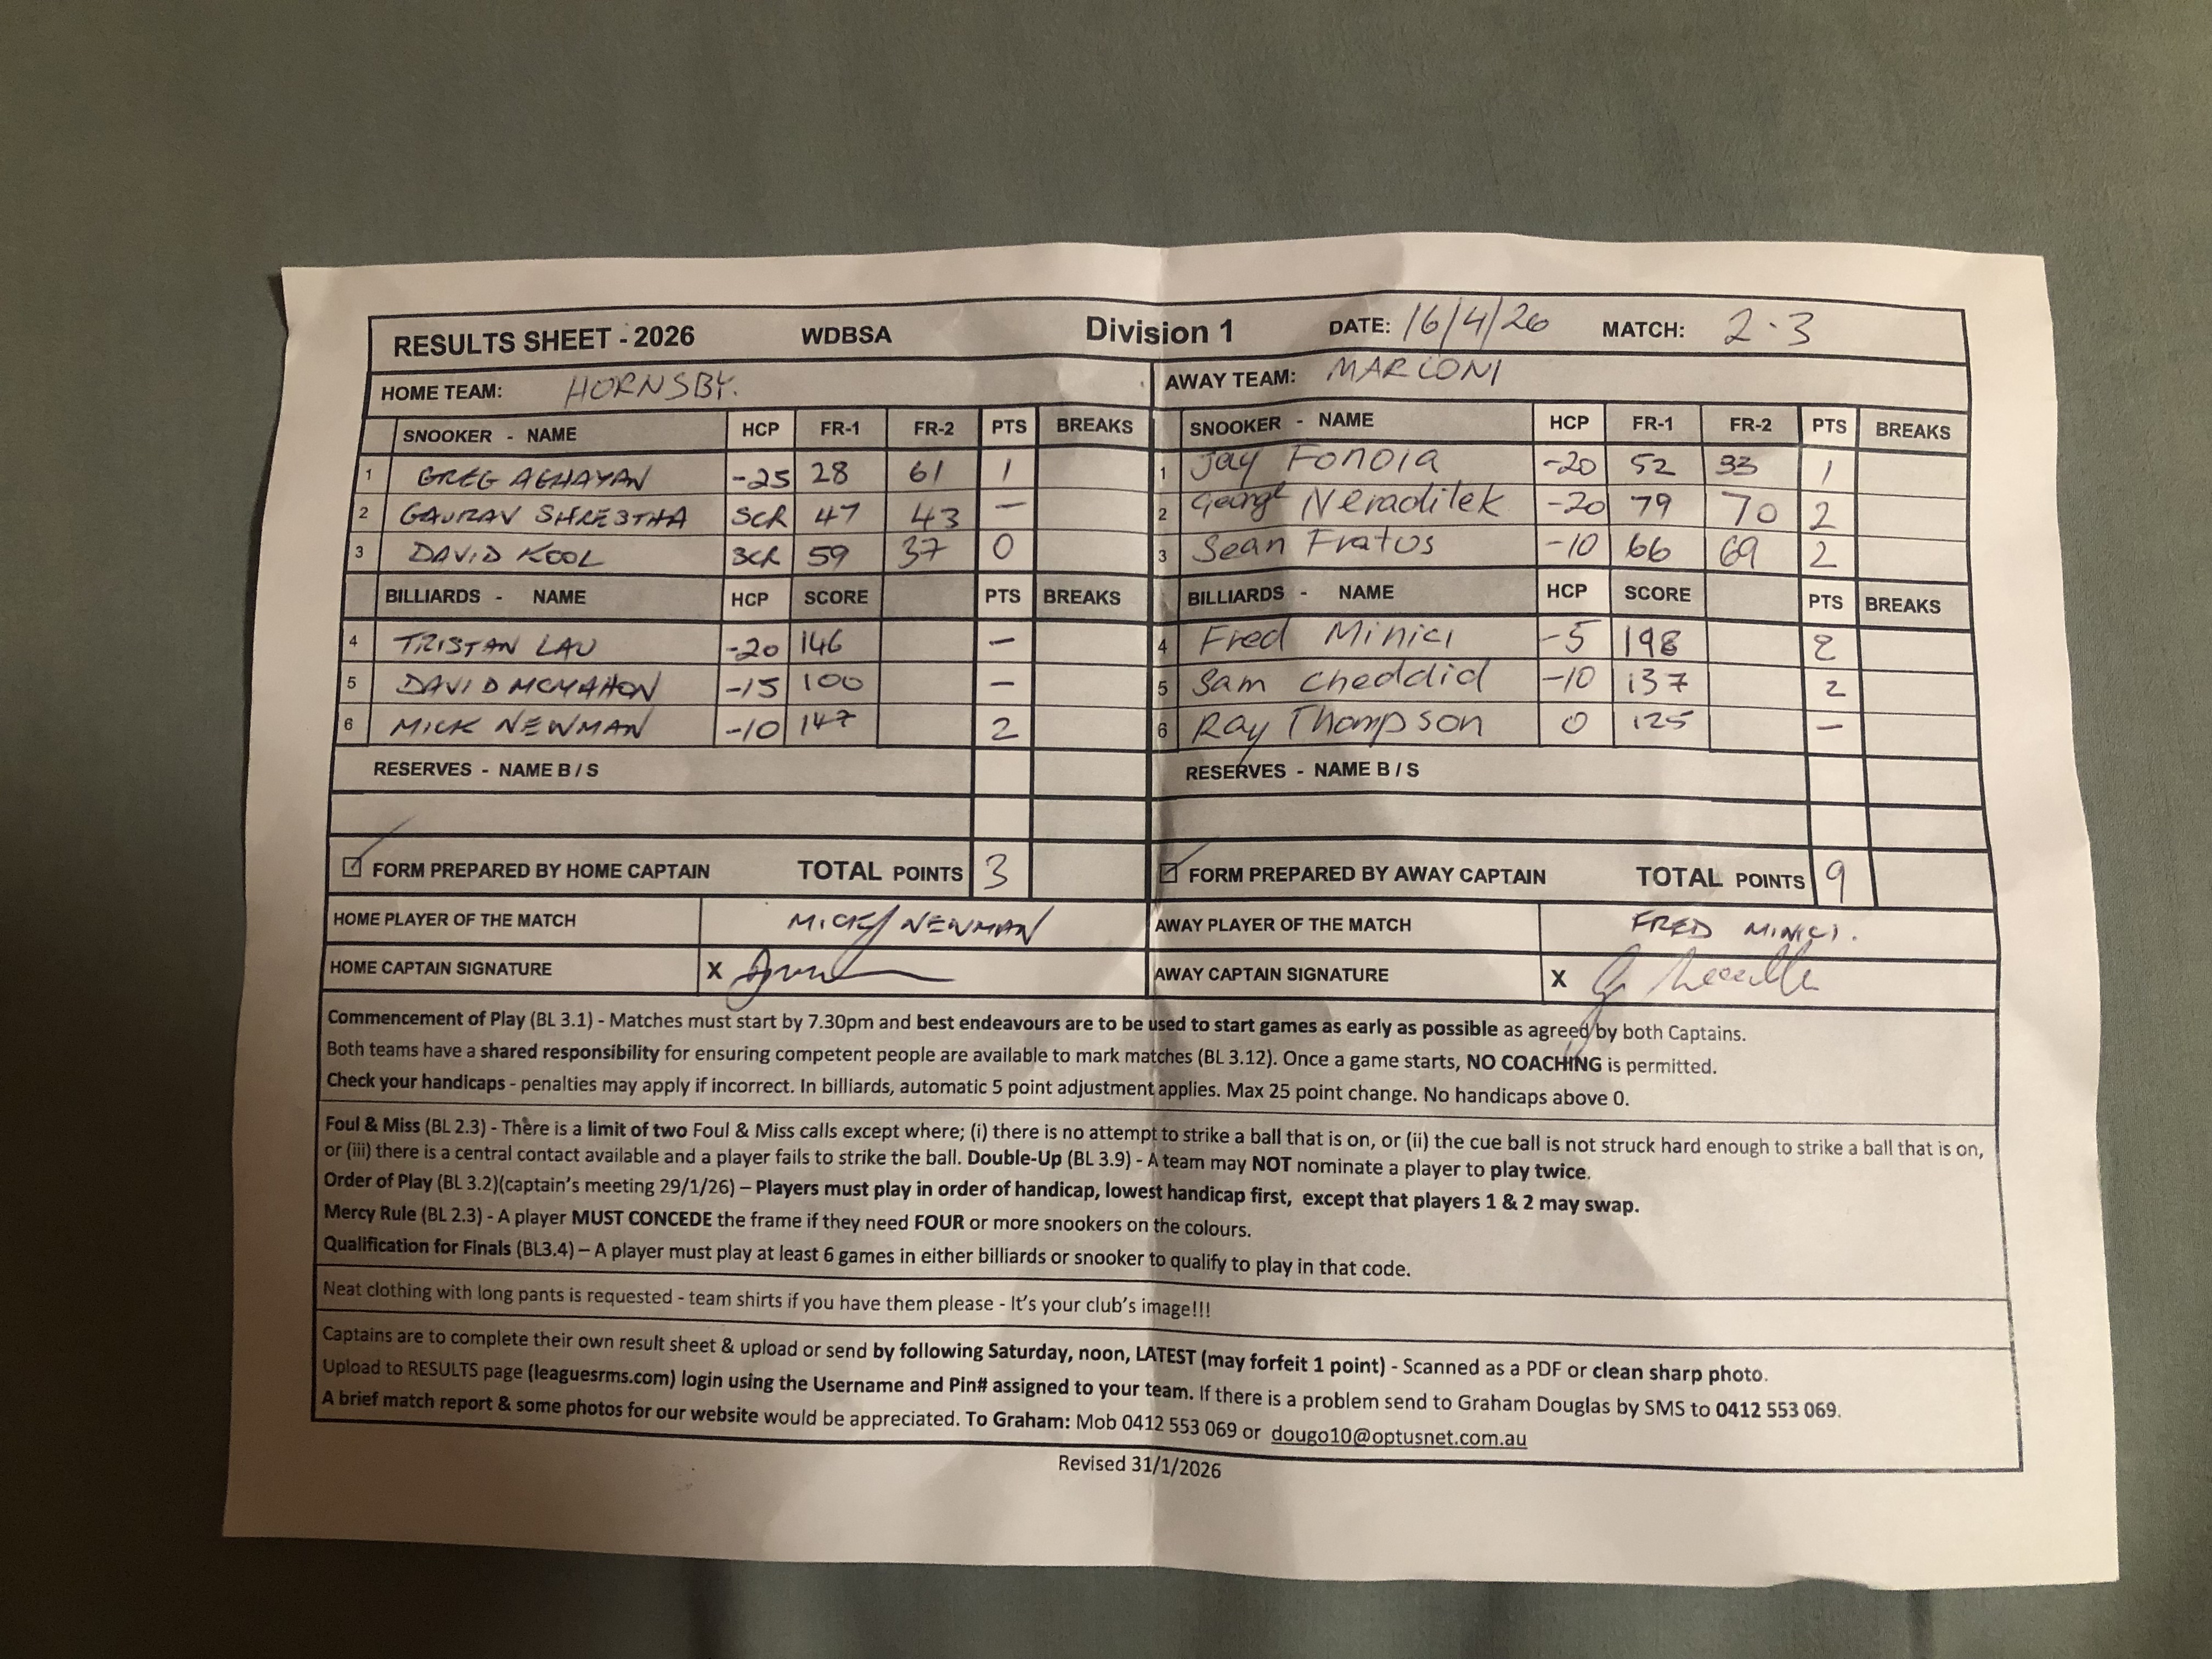 RESULTS SHEET - 2026 WDBSA Division 1 DATE: 16/4/26 MATCH: 2.3
HOME TEAM: HORNSBY. AWAY TEAM: MARCONI
SNOOKER - NAME HCP FR-1 FR-2 PTS BREAKS SNOOKER - NAME HCP FR-1 FR-2 PTS BREAKS
1 GREG AGHAYAN -25 28 61 1 1 Jay Fonoia -20 52 33 1
2 GAURAV SHRESTHA SCR 47 43 — 2 George Neradilek -20 79 70 2
3 DAVID KOOL SCR 59 37 0 3 Sean Fratus -10 66 69 2
BILLIARDS - NAME HCP SCORE PTS BREAKS BILLIARDS - NAME HCP SCORE PTS BREAKS
4 TRISTAN LAU -20 146 — 4 Fred Minici -5 198 2
5 DAVID MCMAHON -15 100 — 5 Sam Cheddid -10 137 2
6 MICK NEWMAN -10 147 2 6 Ray Thompson 0 125 —
RESERVES - NAME B / S RESERVES - NAME B / S
FORM PREPARED BY HOME CAPTAIN TOTAL POINTS 3 FORM PREPARED BY AWAY CAPTAIN TOTAL POINTS 9
HOME PLAYER OF THE MATCH MICK NEWMAN AWAY PLAYER OF THE MATCH FRED MINICI.
HOME CAPTAIN SIGNATURE X AWAY CAPTAIN SIGNATURE X
Commencement of Play (BL 3.1) - Matches must start by 7.30pm and best endeavours are to be used to start games as early as possible as agreed by both Captains.
Both teams have a shared responsibility for ensuring competent people are available to mark matches (BL 3.12). Once a game starts, NO COACHING is permitted.
Check your handicaps - penalties may apply if incorrect. In billiards, automatic 5 point adjustment applies. Max 25 point change. No handicaps above 0.
Foul & Miss (BL 2.3) - There is a limit of two Foul & Miss calls except where; (i) there is no attempt to strike a ball that is on, or (ii) the cue ball is not struck hard enough to strike a ball that is on,
or (iii) there is a central contact available and a player fails to strike the ball. Double-Up (BL 3.9) - A team may NOT nominate a player to play twice.
Order of Play (BL 3.2)(captain's meeting 29/1/26) – Players must play in order of handicap, lowest handicap first, except that players 1 & 2 may swap.
Mercy Rule (BL 2.3) - A player MUST CONCEDE the frame if they need FOUR or more snookers on the colours.
Qualification for Finals (BL3.4) – A player must play at least 6 games in either billiards or snooker to qualify to play in that code.
Neat clothing with long pants is requested - team shirts if you have them please - It's your club's image!!!
Captains are to complete their own result sheet & upload or send by following Saturday, noon, LATEST (may forfeit 1 point) - Scanned as a PDF or clean sharp photo.
Upload to RESULTS page (leaguesrms.com) login using the Username and Pin# assigned to your team. If there is a problem send to Graham Douglas by SMS to 0412 553 069.
A brief match report & some photos for our website would be appreciated. To Graham: Mob 0412 553 069 or dougo10@optusnet.com.au
Revised 31/1/2026